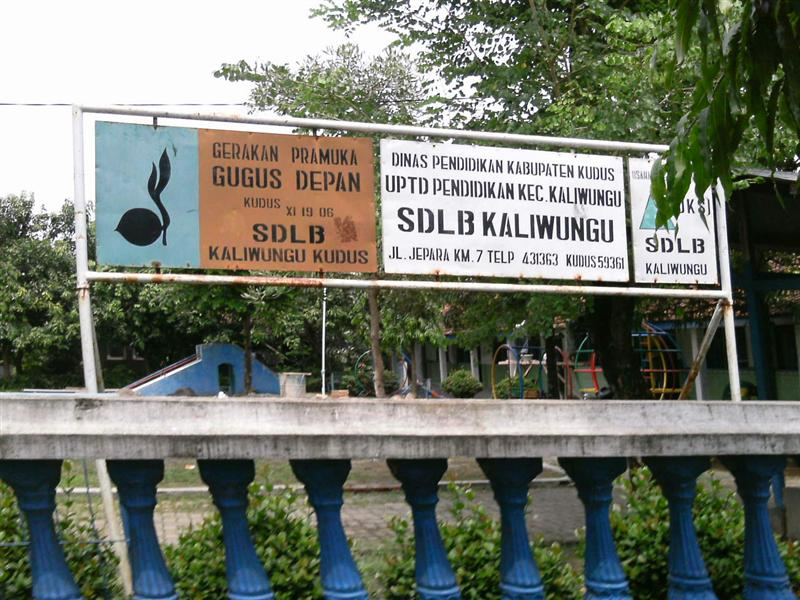 GERAKAN PRAMUKA
GUGUS DEPAN
KUDUS XI 19 06
SDLB
KALIWUNGU KUDUS
DINAS PENDIDIKAN KABUPATEN KUDUS
UPTD PENDIDIKAN KEC. KALIWUNGU
SDLB KALIWUNGU
JL. JEPARA KM. 7 TELP 431363 KUDUS 59361
SDLB
KALIWUNGU